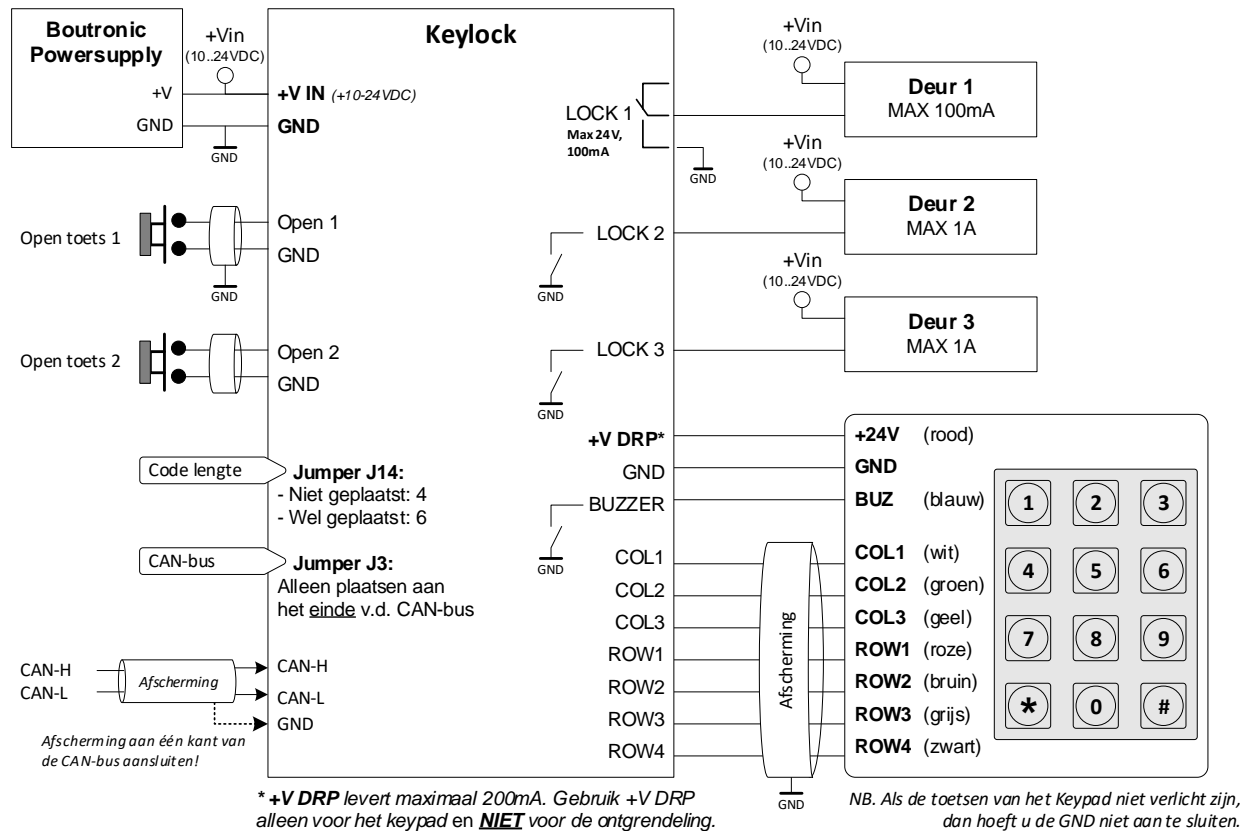 Boutronic
Powersupply
+V
GND
+Vin
(10..24VDC)
GND
Keylock
+V IN (+10-24VDC)
GND
LOCK 1
Max 24V,
100mA
GND
+Vin
(10..24VDC)
Deur 1
MAX 100mA
Open toets 1
Open 1
GND
GND
LOCK 2
GND
+Vin
(10..24VDC)
Deur 2
MAX 1A
Open toets 2
Open 2
GND
LOCK 3
GND
+Vin
(10..24VDC)
Deur 3
MAX 1A
Code lengte
Jumper J14:
- Niet geplaatst: 4
- Wel geplaatst: 6
CAN-bus
Jumper J3:
Alleen plaatsen aan
het einde v.d. CAN-bus
CAN-H
CAN-L
Afscherming
CAN-H
CAN-L
GND
Afscherming aan één kant van
de CAN-bus aansluiten!
+V DRP*
GND
BUZZER
GND
COL1
COL2
COL3
ROW1
ROW2
ROW3
ROW4
Afscherming
GND
+24V (rood)
GND
BUZ (blauw)
COL1 (wit)
COL2 (groen)
COL3 (geel)
ROW1 (roze)
ROW2 (bruin)
ROW3 (grijs)
ROW4 (zwart)
1 2 3
4 5 6
7 8 9
* 0 #
* +V DRP levert maximaal 200mA. Gebruik +V DRP
alleen voor het keypad en NIET voor de ontgrendeling.
NB. Als de toetsen van het Keypad niet verlicht zijn,
dan hoeft u de GND niet aan te sluiten.